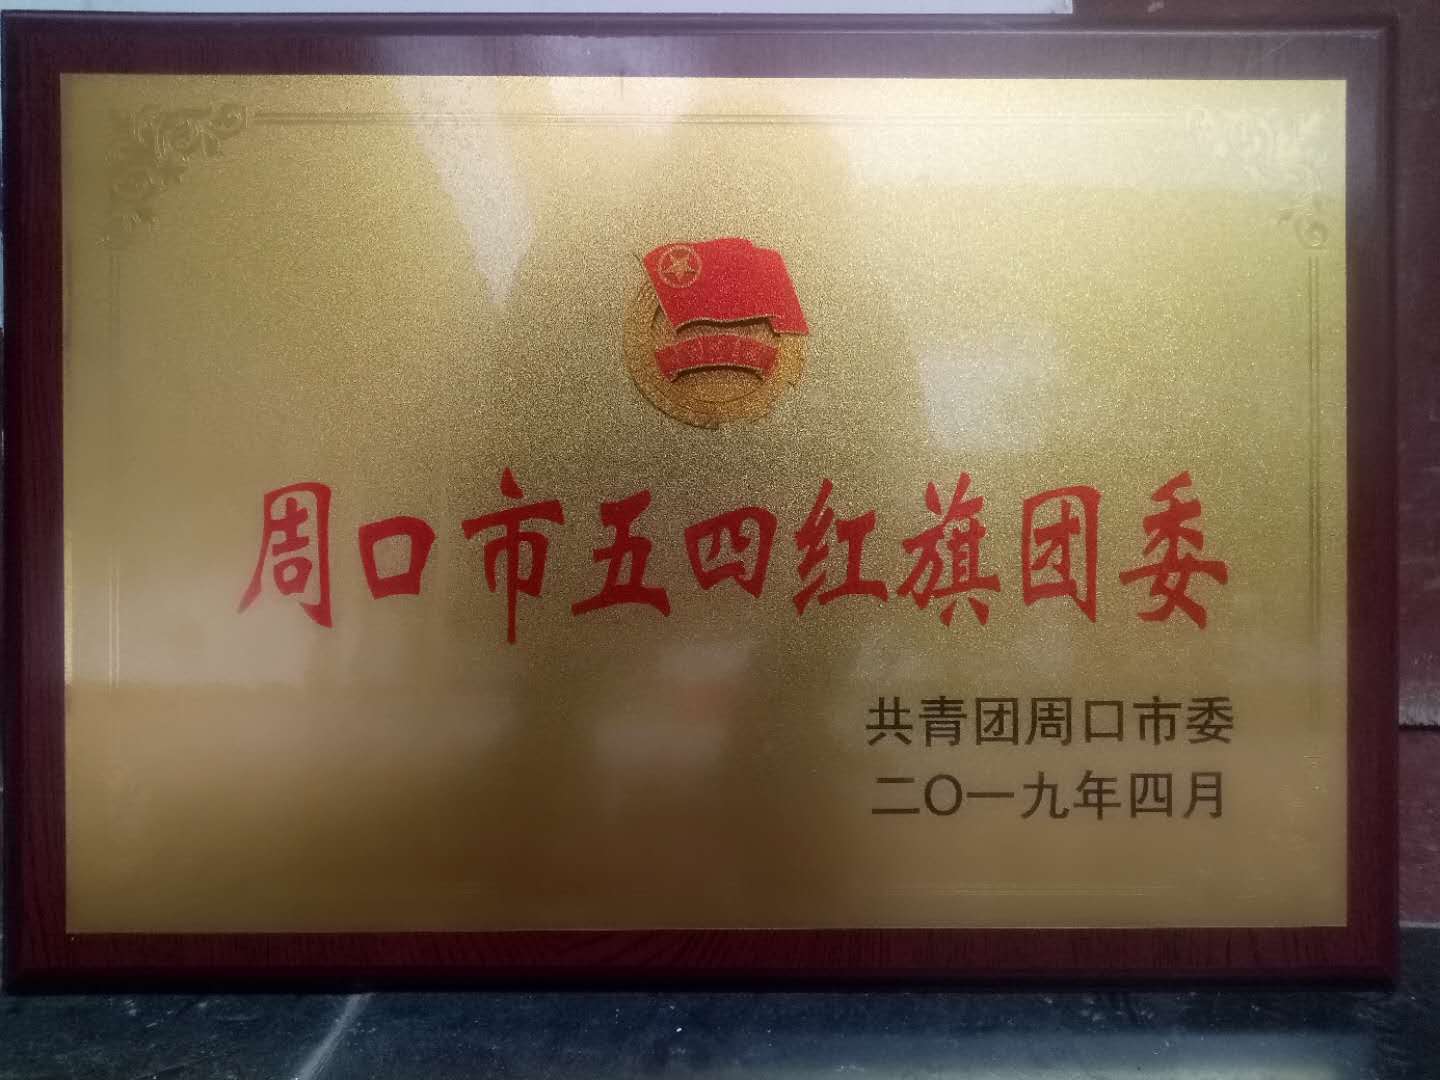 周口市五四红旗团委
共青团周口市委
二〇一九年四月